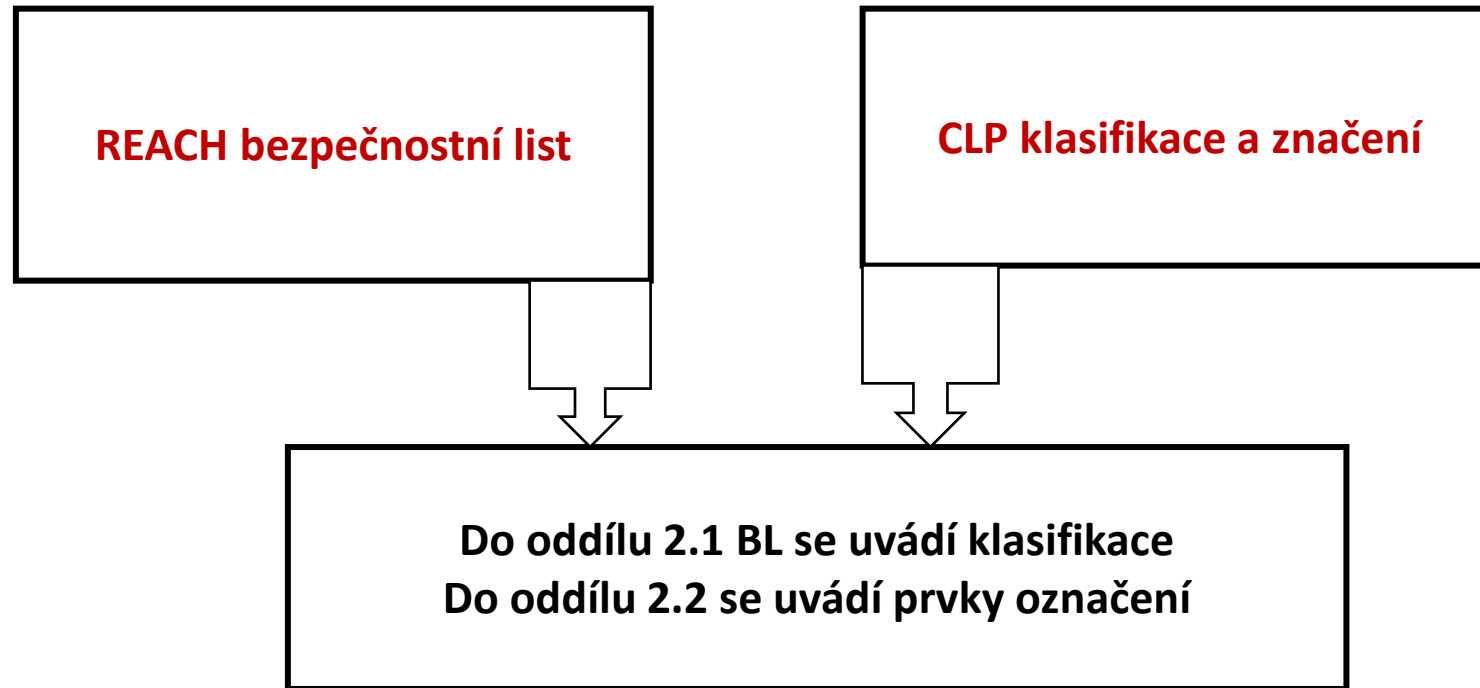 REACH bezpečnostní list
CLP klasifikace a značení
Do oddílu 2.1 BL se uvádí klasifikace
Do oddílu 2.2 se uvádí prvky označení